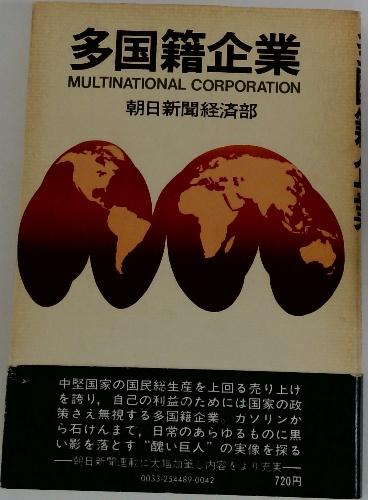 多国籍企業
MULTINATIONAL CORPORATION
朝日新聞経済部
中堅国家の国民総生産を上回る売り上げ
を誇り，自己の利益のためには国家の政
策さえ無視する多国籍企業。ガソリンか
ら石けんまで，日常のあらゆるものに黒
い影を落とす“醜い巨人”の実像を探る
──朝日新聞連載に大幅加筆し内容をより充実──
0033-254489-0042
720円
多国籍企業